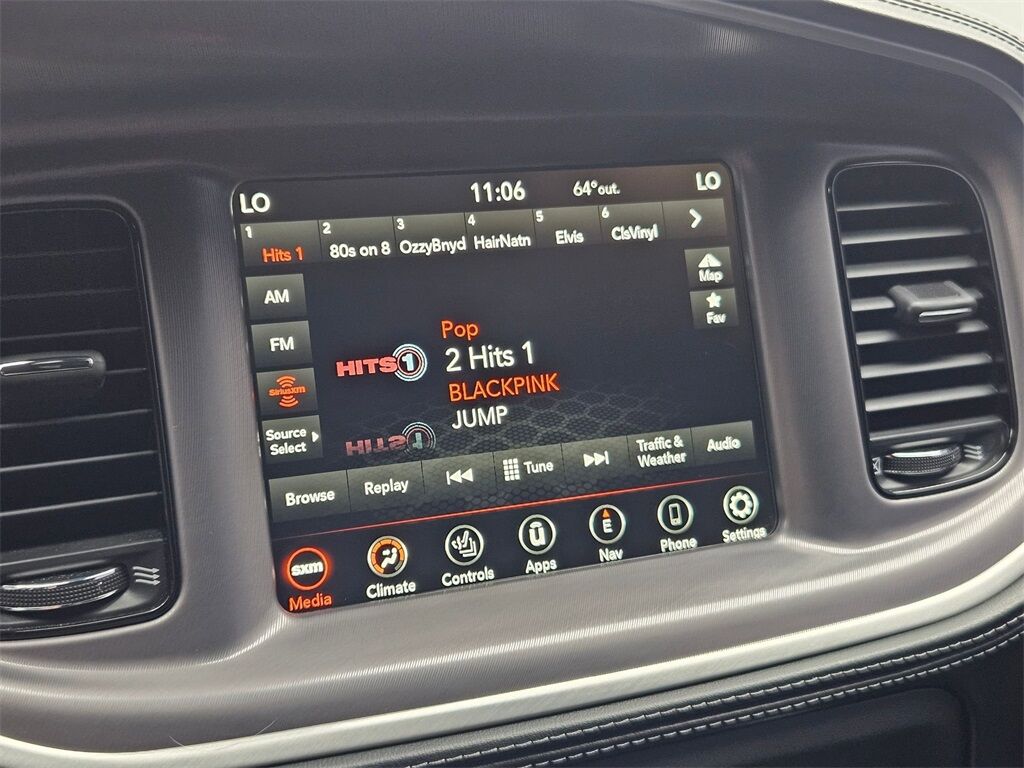 LO 11:06 64° out. LO
1 Hits 1 2 80s on 8 3 OzzyBnyd 4 HairNatn 5 Elvis 6 ClsVinyl
AM
FM
SiriusXM
Source
Select
Map
Fav
HITS1
Pop
2 Hits 1
BLACKPINK
JUMP
Browse Replay Tune Traffic &
Weather Audio
sxm
Media Climate Controls Apps E
Nav Phone Settings